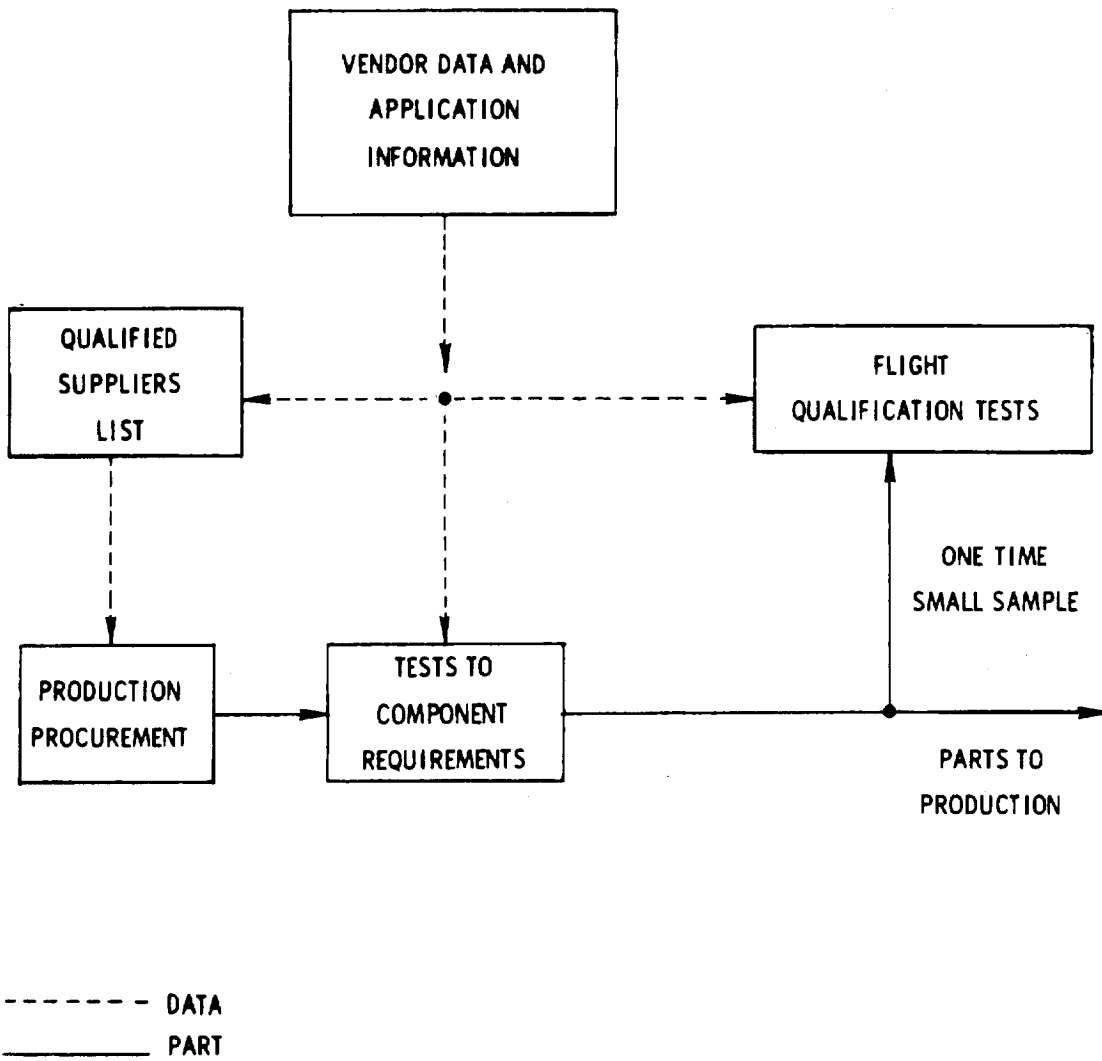 VENDOR DATA AND
APPLICATION
INFORMATION
QUALIFIED
SUPPLIERS
LIST
FLIGHT
QUALIFICATION TESTS
ONE TIME
SMALL SAMPLE
PRODUCTION
PROCUREMENT
TESTS TO
COMPONENT
REQUIREMENTS
PARTS TO
PRODUCTION
DATA
PART